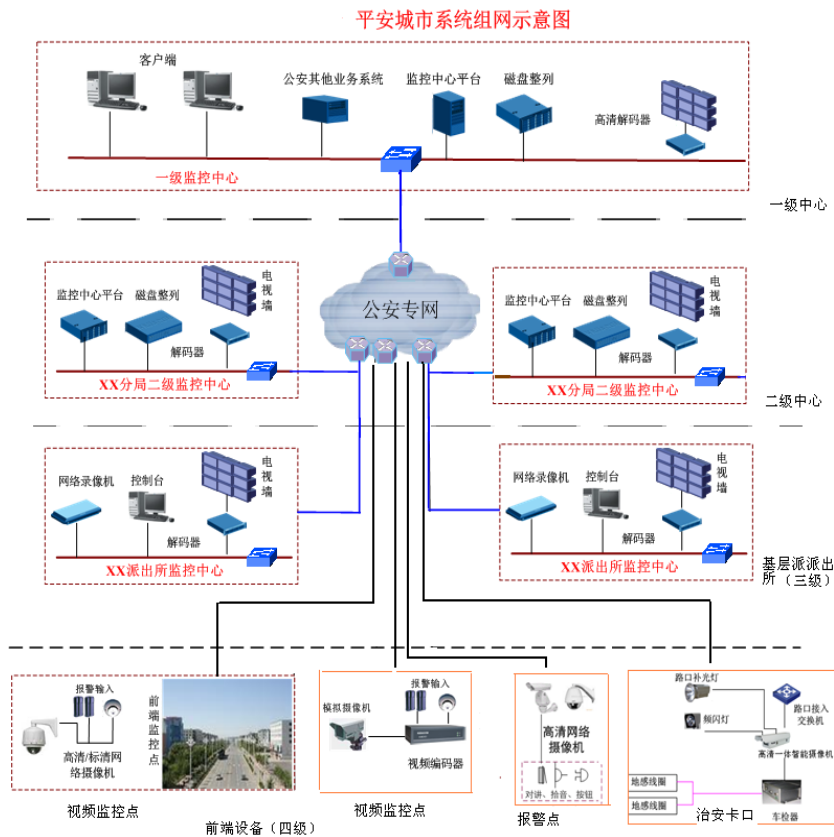 平安城市系统组网示意图
客户端
公安其他业务系统
监控中心平台
磁盘整列
高清解码器
一级监控中心
一级中心
公安专网
监控中心平台
磁盘整列
电视墙
解码器
XX分局二级监控中心
监控中心平台
磁盘整列
电视墙
解码器
XX分局二级监控中心
二级中心
网络录像机
控制台
电视墙
解码器
XX派出所监控中心
网络录像机
控制台
电视墙
解码器
XX派出所监控中心
基层派派出
所（三级）
报警输入
高清/标清网
络摄像机
前端监控点
视频监控点
前端设备（四级）
模拟摄像机
报警输入
视频编码器
视频监控点
高清网络
摄像机
对讲、拾音、按钮
报警点
路口补光灯
频闪灯
路口接入
交换机
高清一体智能摄像机
地感线圈
地感线圈
车检器
治安卡口